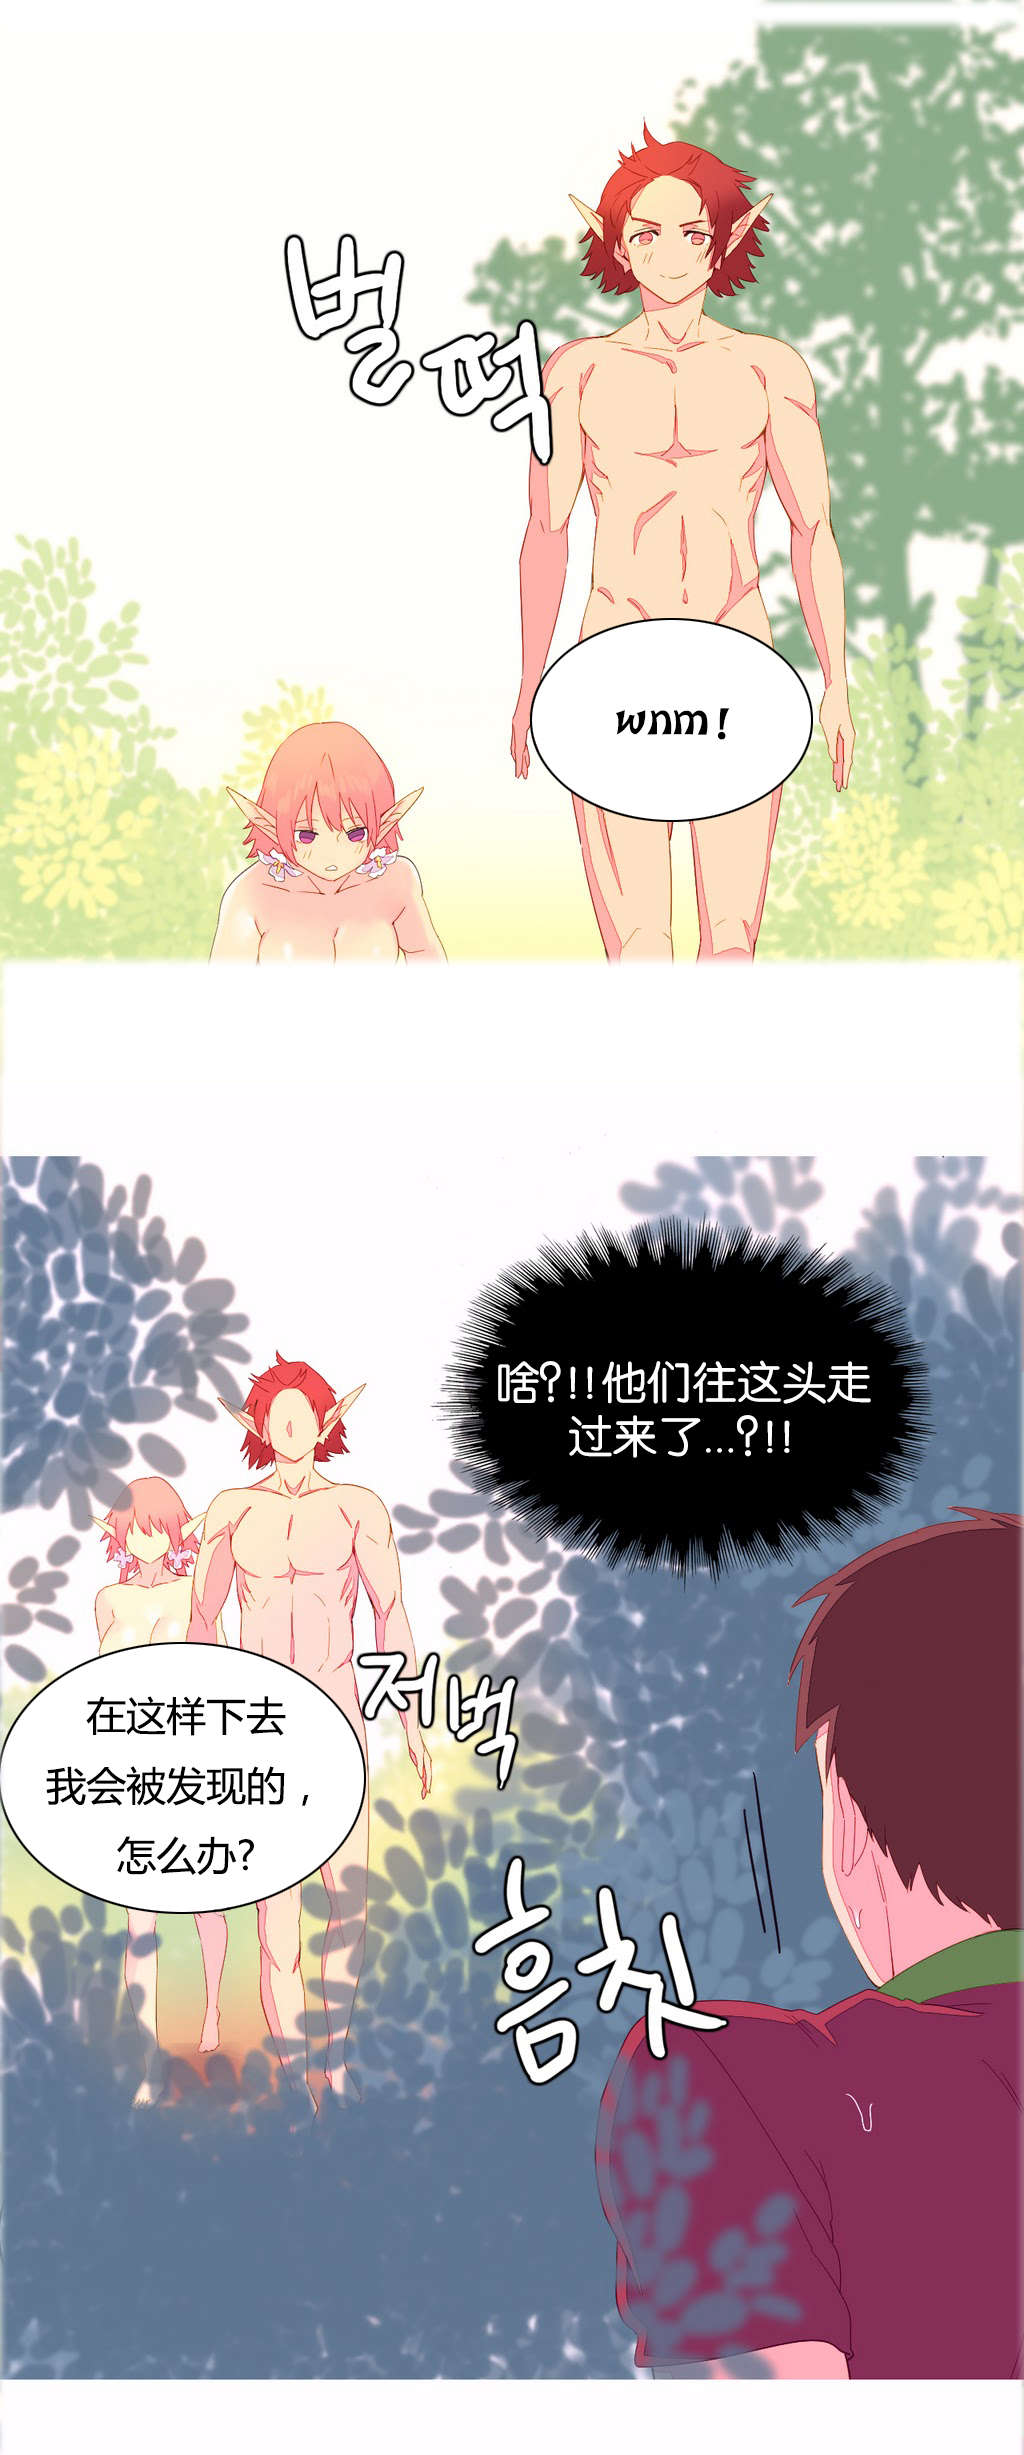 벌떡
wnm!
啥?!!他们往这头走
过来了...?!!
在这样下去
我会被发现的，
怎么办?
저벅
흠칫